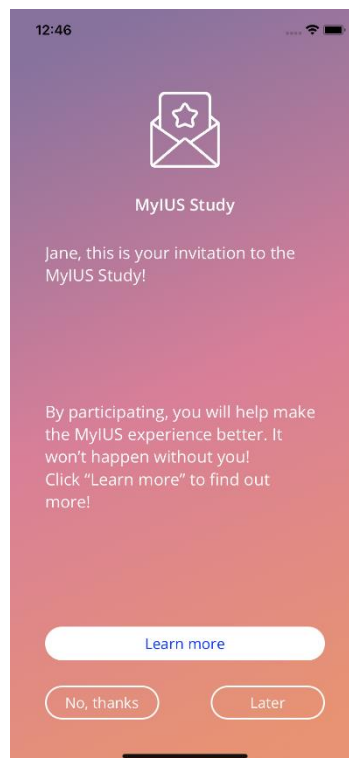 12:46
MyIUS Study
Jane, this is your invitation to the
MyIUS Study!
By participating, you will help make
the MyIUS experience better. It
won't happen without you!
Click “Learn more” to find out
more!
Learn more
No, thanks
Later